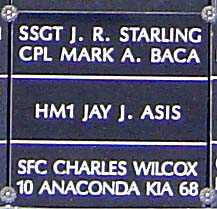 SSGT J. R. STARLING
CPL MARK A. BACA
HM1 JAY J. ASIS
SFC CHARLES WILCOX
10 ANACONDA KIA 68